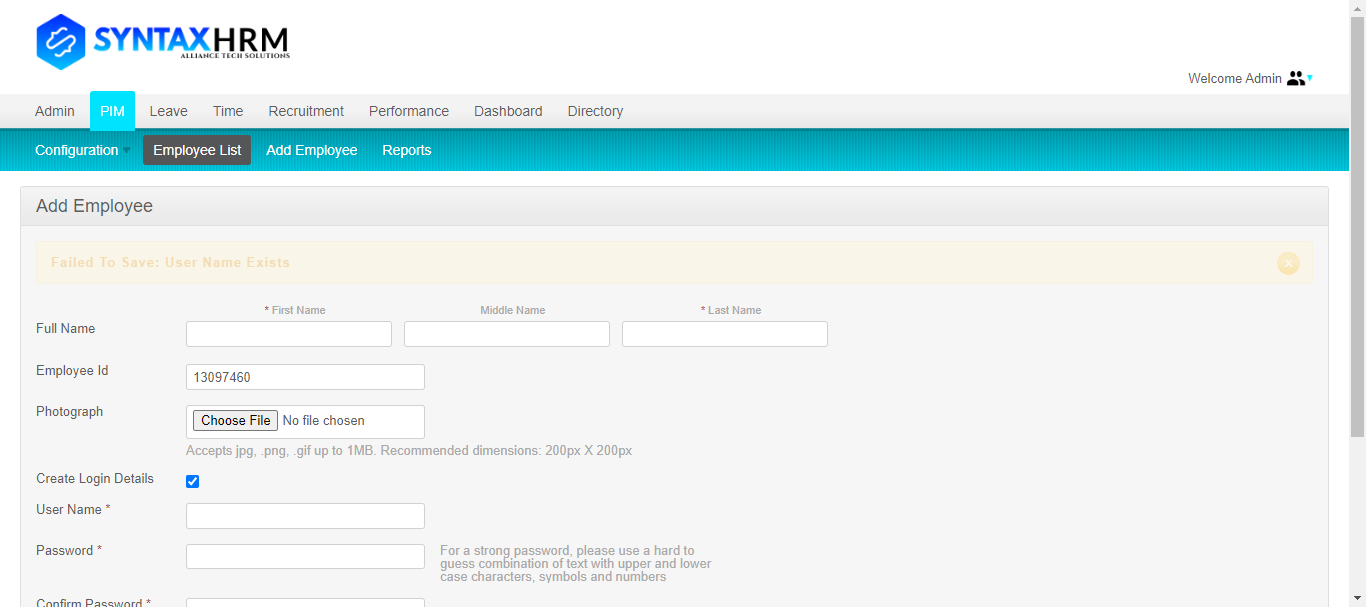 SYNTAXHRM
ALLIANCE TECH SOLUTIONS
Welcome Admin
Admin PIM Leave Time Recruitment Performance Dashboard Directory
Configuration Employee List Add Employee Reports
Add Employee
Failed To Save: User Name Exists
* First Name Middle Name * Last Name
Full Name
Employee Id 13097460
Photograph Choose File No file chosen
Accepts jpg, .png, .gif up to 1MB. Recommended dimensions: 200px X 200px
Create Login Details
User Name *
Password * For a strong password, please use a hard to
guess combination of text with upper and lower
case characters, symbols and numbers
Confirm Password *